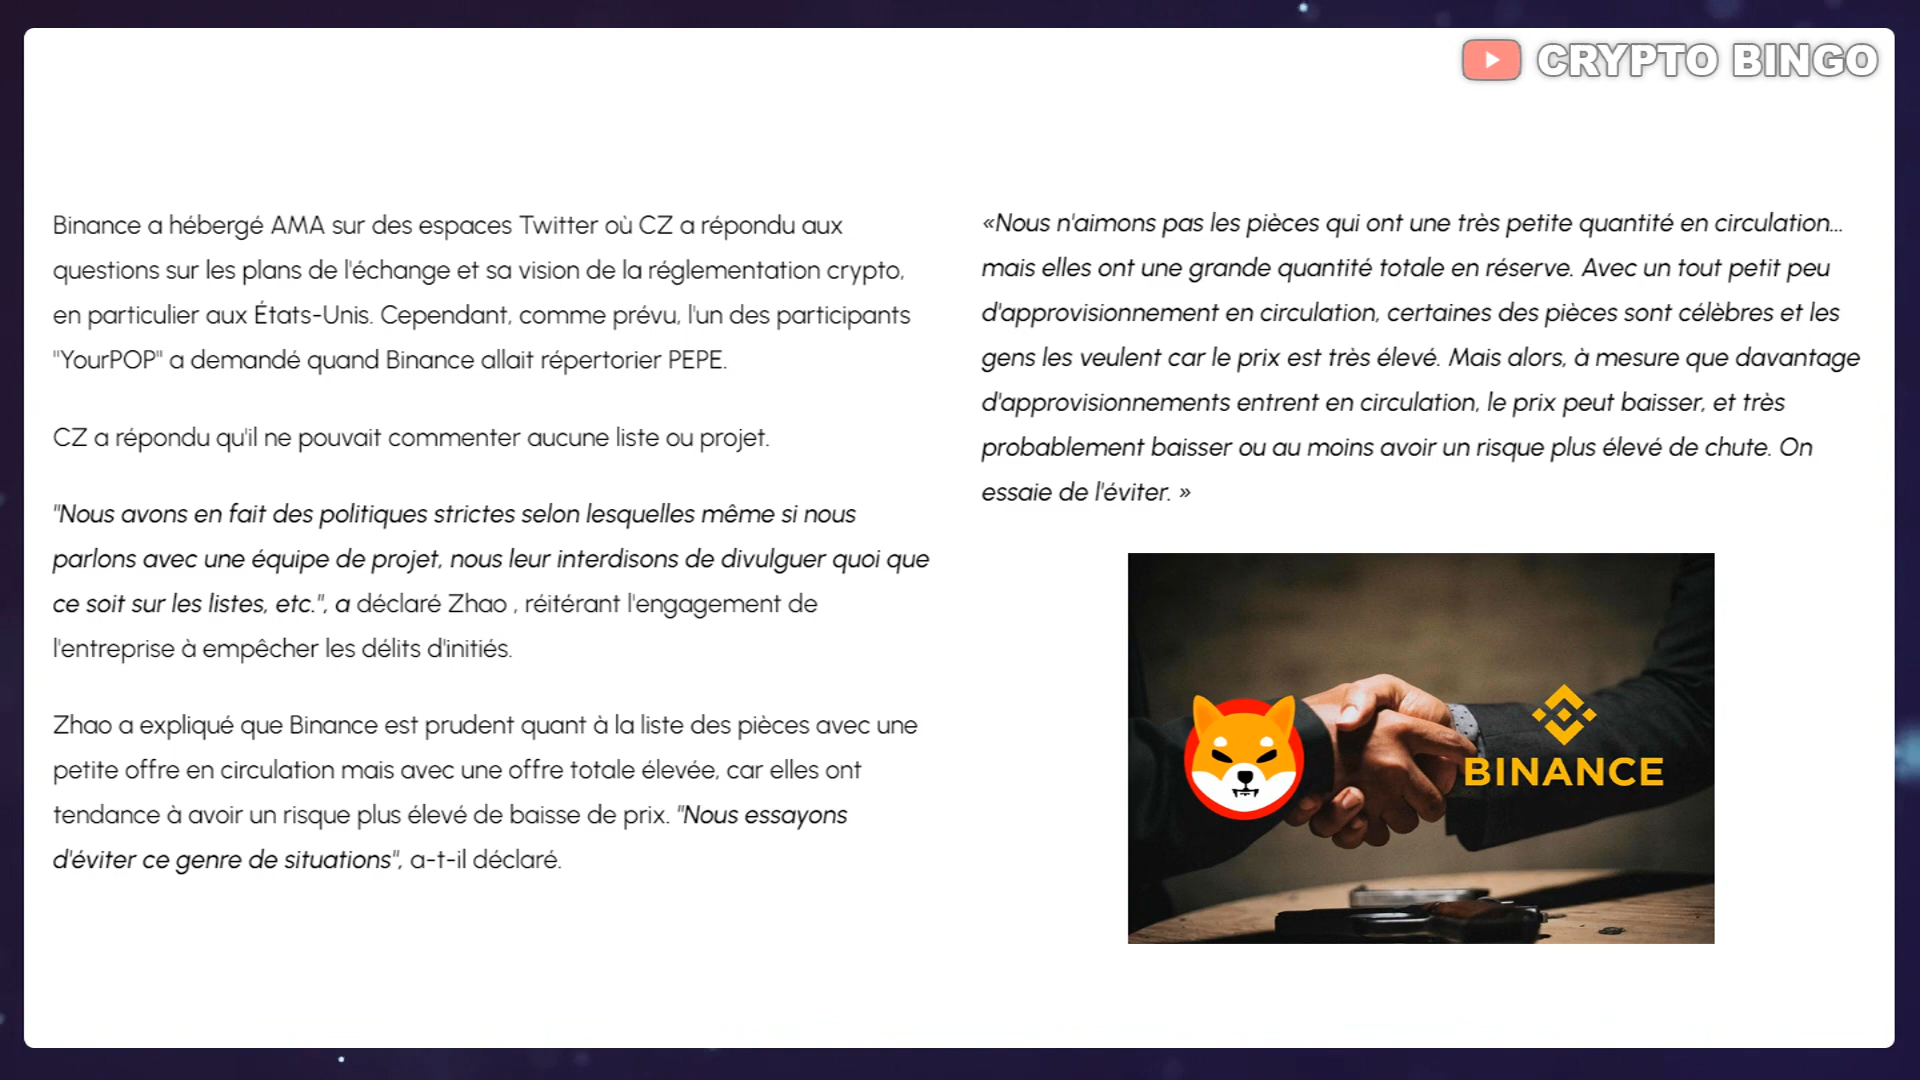 CRYPTO BINGO
Binance a hébergé AMA sur des espaces Twitter où CZ a répondu aux
questions sur les plans de l'échange et sa vision de la réglementation crypto,
en particulier aux États-Unis. Cependant, comme prévu, l'un des participants
"YourPOP" a demandé quand Binance allait répertorier PEPE.
CZ a répondu qu'il ne pouvait commenter aucune liste ou projet.
"Nous avons en fait des politiques strictes selon lesquelles même si nous
parlons avec une équipe de projet, nous leur interdisons de divulguer quoi que
ce soit sur les listes, etc.", a déclaré Zhao , réitérant l'engagement de
l'entreprise à empêcher les délits d'initiés.
Zhao a expliqué que Binance est prudent quant à la liste des pièces avec une
petite offre en circulation mais avec une offre totale élevée, car elles ont
tendance à avoir un risque plus élevé de baisse de prix. "Nous essayons
d'éviter ce genre de situations", a-t-il déclaré.
«Nous n'aimons pas les pièces qui ont une très petite quantité en circulation...
mais elles ont une grande quantité totale en réserve. Avec un tout petit peu
d'approvisionnement en circulation, certaines des pièces sont célèbres et les
gens les veulent car le prix est très élevé. Mais alors, à mesure que davantage
d'approvisionnements entrent en circulation, le prix peut baisser, et très
probablement baisser ou au moins avoir un risque plus élevé de chute. On
essaie de l'éviter. »
BINANCE